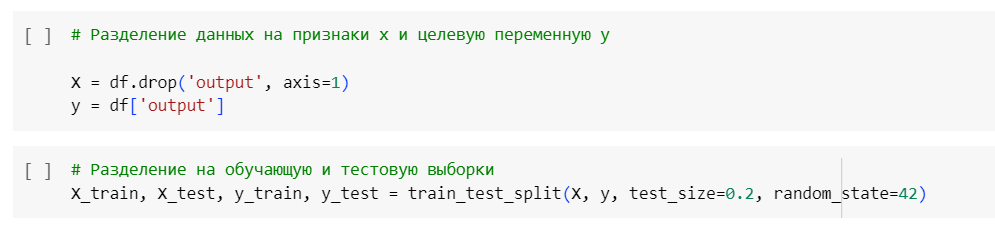 [ ] # Разделение данных на признаки x и целевую переменную y
X = df.drop('output', axis=1)
y = df['output']
[ ] # Разделение на обучающую и тестовую выборки
X_train, X_test, y_train, y_test = train_test_split(X, y, test_size=0.2, random_state=42)